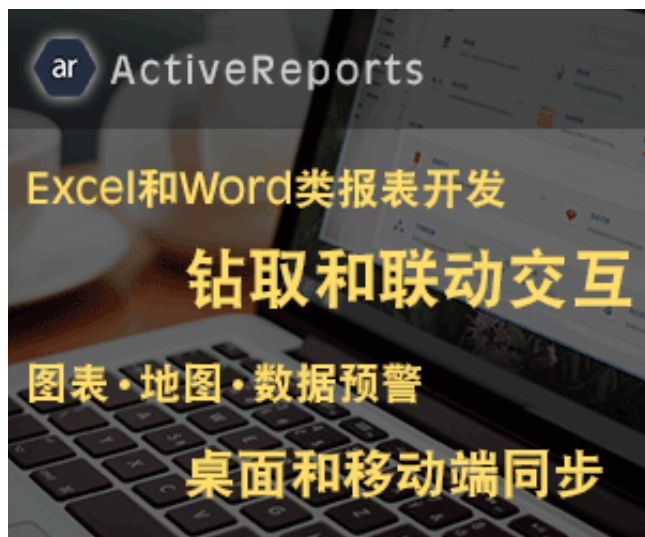 ar ActiveReports
Excel和Word类报表开发
钻取和联动交互
图表·地图·数据预警
桌面和移动端同步